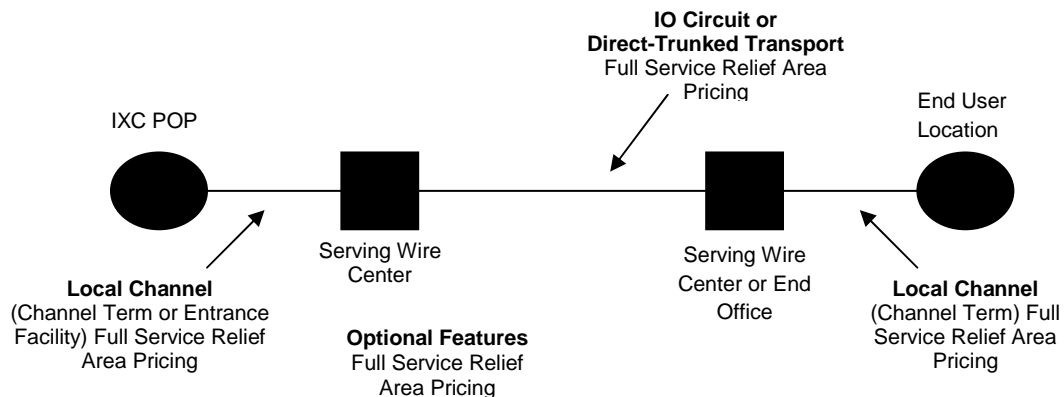 IO Circuit or
Direct-Trunked Transport
Full Service Relief Area
Pricing
IXC POP
End User
Location
Serving Wire
Center
Serving Wire
Center or End
Office
Local Channel
(Channel Term or Entrance
Facility) Full Service Relief
Area Pricing
Optional Features
Full Service Relief
Area Pricing
Local Channel
(Channel Term) Full
Service Relief Area
Pricing